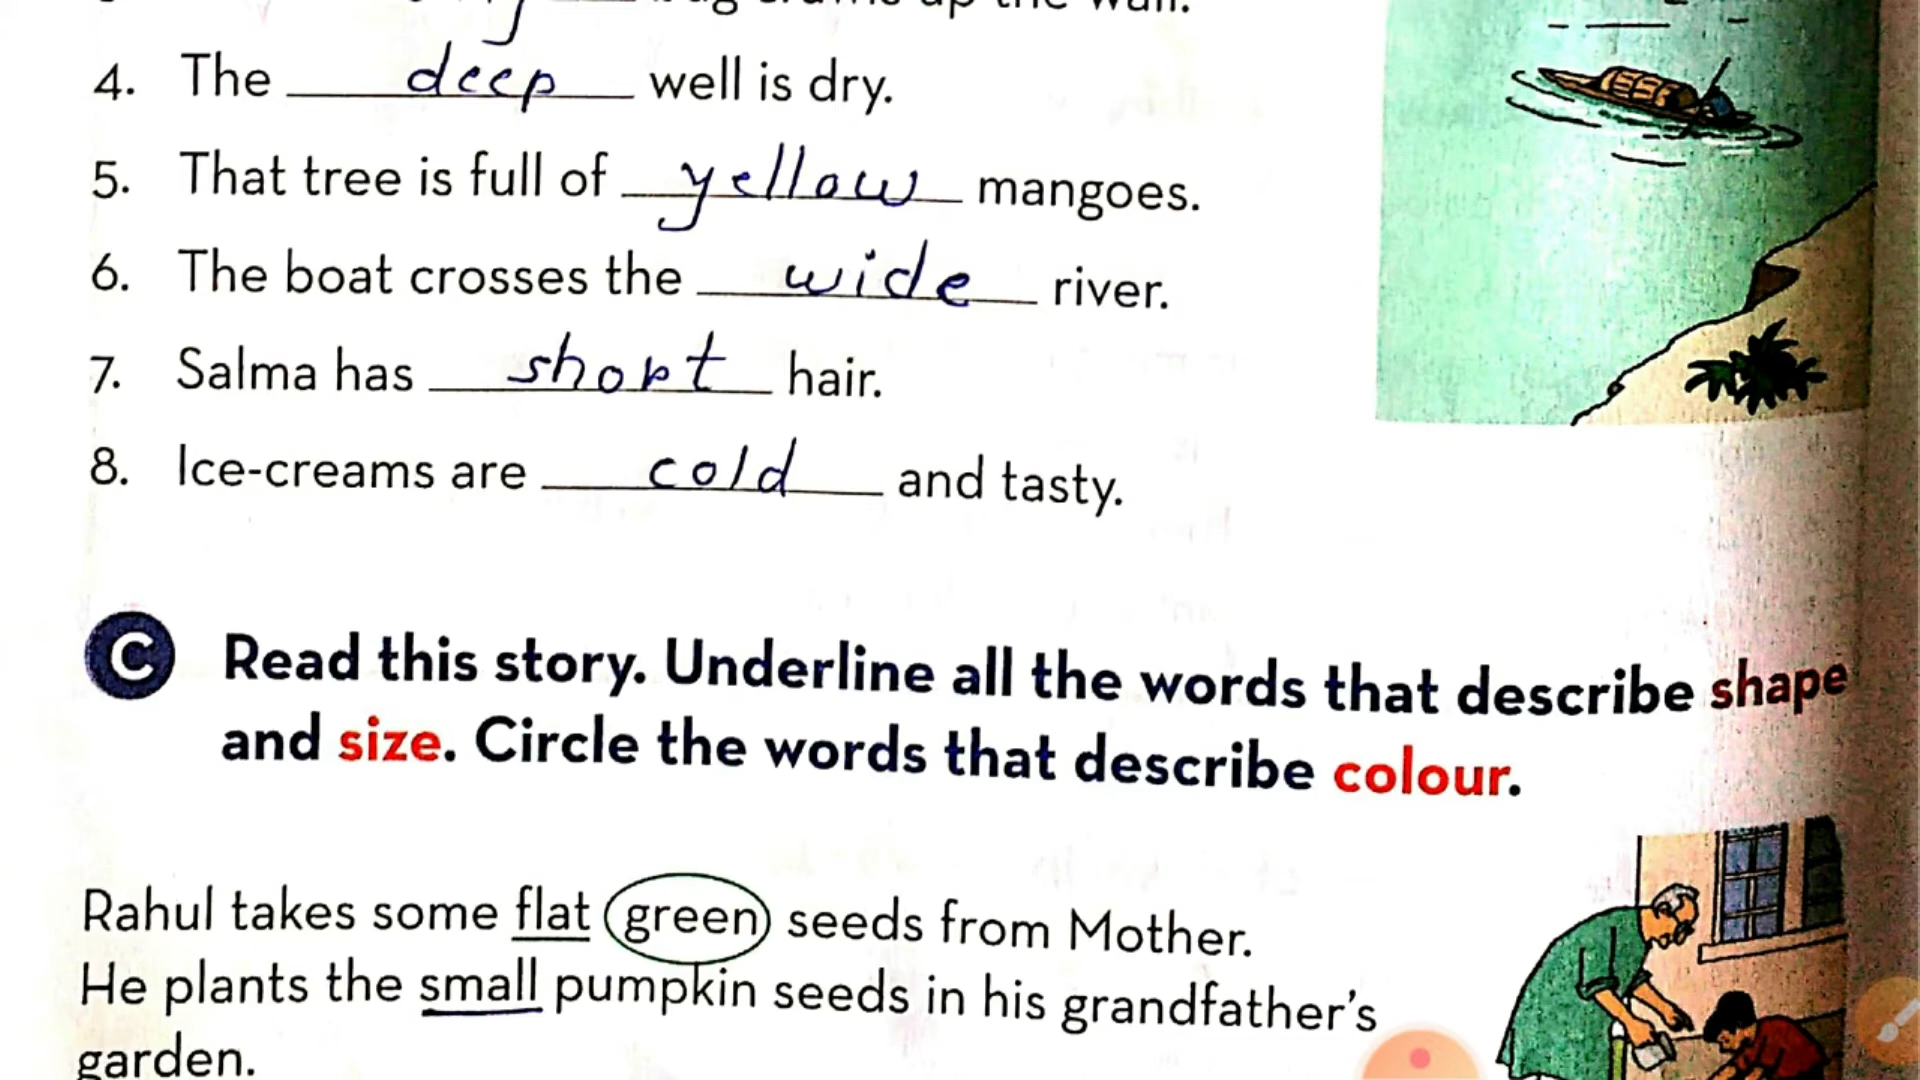 up the wall.
4. The deep well is dry.
5. That tree is full of yellow mangoes.
6. The boat crosses the wide river.
7. Salma has short hair.
8. Ice-creams are cold and tasty.
C Read this story. Underline all the words that describe shape
and size. Circle the words that describe colour.
Rahul takes some flat green seeds from Mother.
He plants the small pumpkin seeds in his grandfather's
garden.